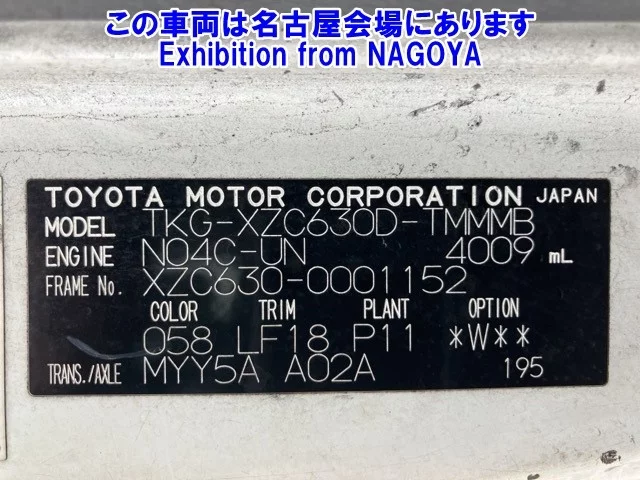 この車両は名古屋会場にあります
Exhibition from NAGOYA
TOYOTA MOTOR CORPORATION JAPAN
MODEL TKG-XZC630D-TMMMB
ENGINE N04C-UN 4009 mL
FRAME No. XZC630-0001152
COLOR TRIM PLANT OPTION
058 LF18 P11 *W**
TRANS./AXLE MYY5A A02A 195